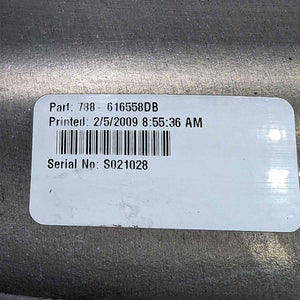 Part: 788- 616558DB
Printed: 2/5/2009 8:55:36 AM
Serial No: S021028